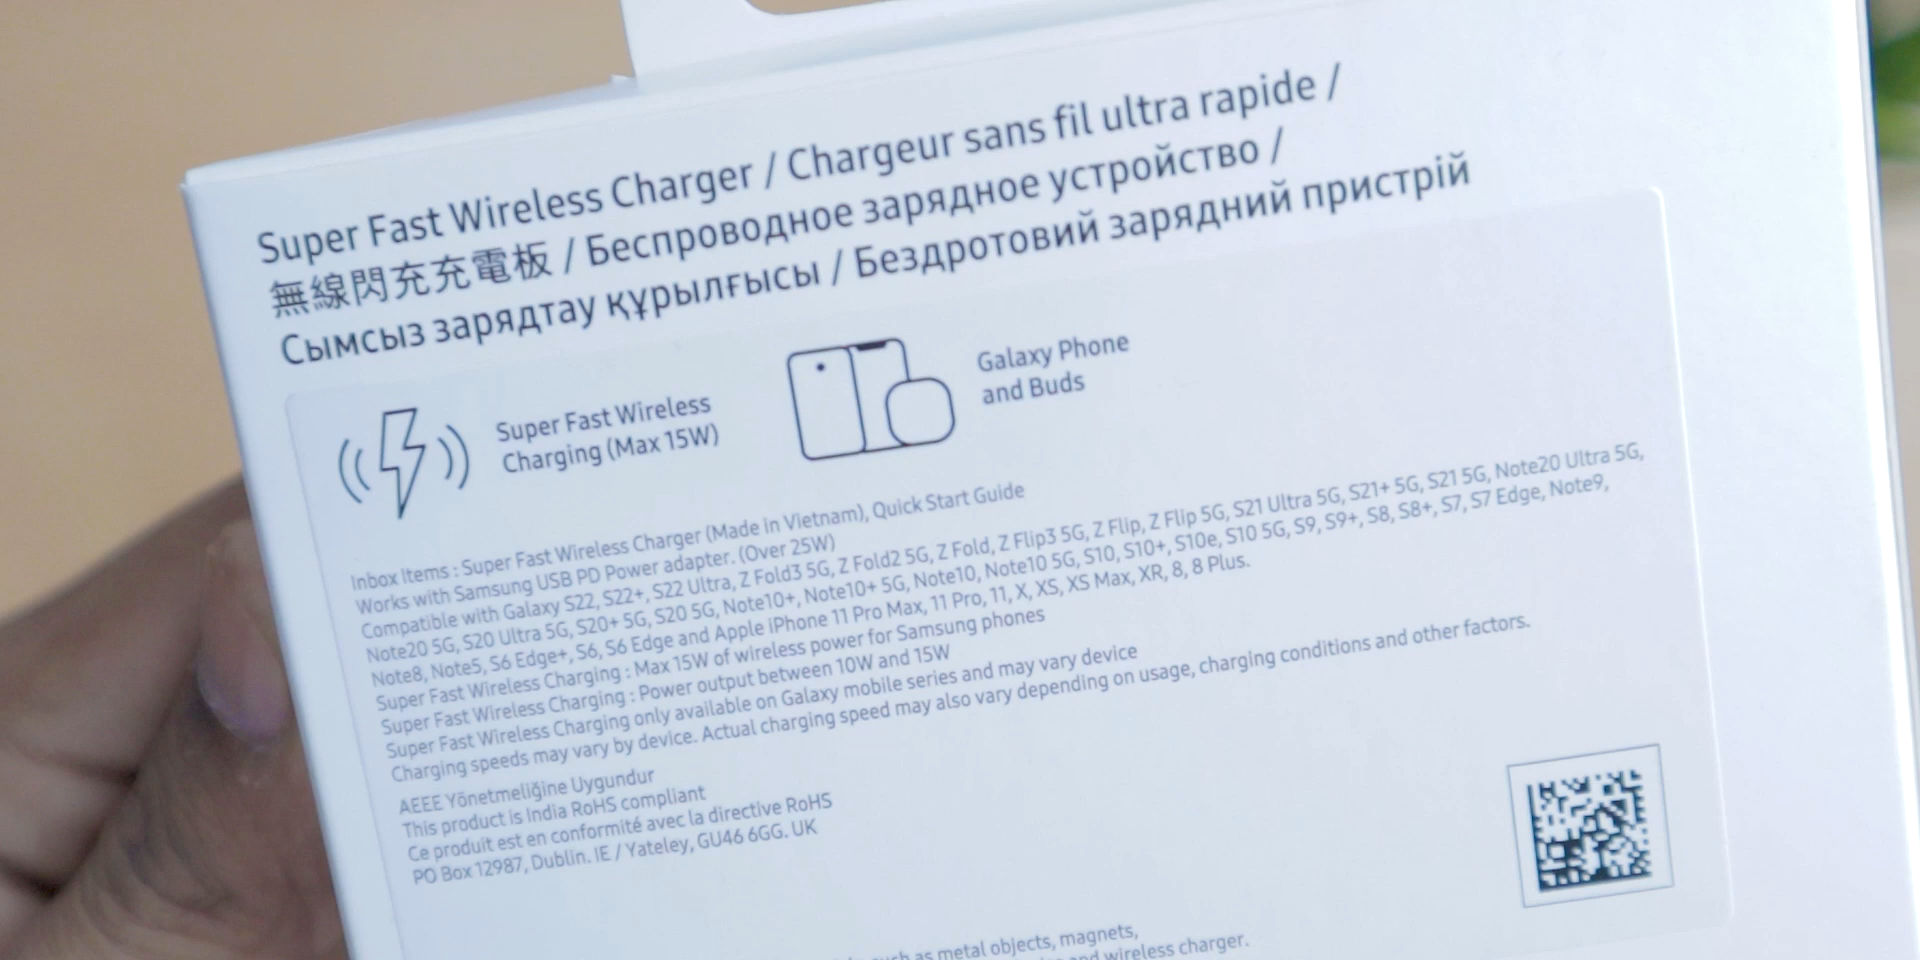 Super Fast Wireless Charger / Chargeur sans fil ultra rapide /
無線閃充充電板 / Беспроводное зарядное устройство /
Сымсыз зарядтау құрылғысы / Бездротовий зарядний пристрій
Super Fast Wireless
Charging (Max 15W)
Galaxy Phone
and Buds
Inbox Items : Super Fast Wireless Charger (Made in Vietnam), Quick Start Guide
Works with Samsung USB PD Power adapter. (Over 25W)
Compatible with Galaxy S22, S22+, S22 Ultra, Z Fold3 5G, Z Fold2 5G, Z Fold, Z Flip3 5G, Z Flip, Z Flip 5G, S21 Ultra 5G, S21+ 5G, S21 5G, Note20 Ultra 5G,
Note20 5G, S20 Ultra 5G, S20+ 5G, S20 5G, Note10+, Note10+ 5G, Note10, Note10 5G, S10, S10+, S10e, S10 5G, S9, S9+, S8, S8+, S7, S7 Edge, Note9,
Note8, Note5, S6 Edge+, S6, S6 Edge and Apple iPhone 11 Pro Max, 11 Pro, 11, X, XS, XS Max, XR, 8, 8 Plus.
Super Fast Wireless Charging : Max 15W of wireless power for Samsung phones
Super Fast Wireless Charging : Power output between 10W and 15W
Super Fast Wireless Charging only available on Galaxy mobile series and may vary device
Charging speeds may vary by device. Actual charging speed may also vary depending on usage, charging conditions and other factors.
AEEE Yönetmeliğine Uygundur
This product is India RoHS compliant
Ce produit est en conformité avec la directive RoHS
PO Box 12987, Dublin. IE / Yateley, GU46 6GG. UK
such as metal objects, magnets,
and wireless charger.